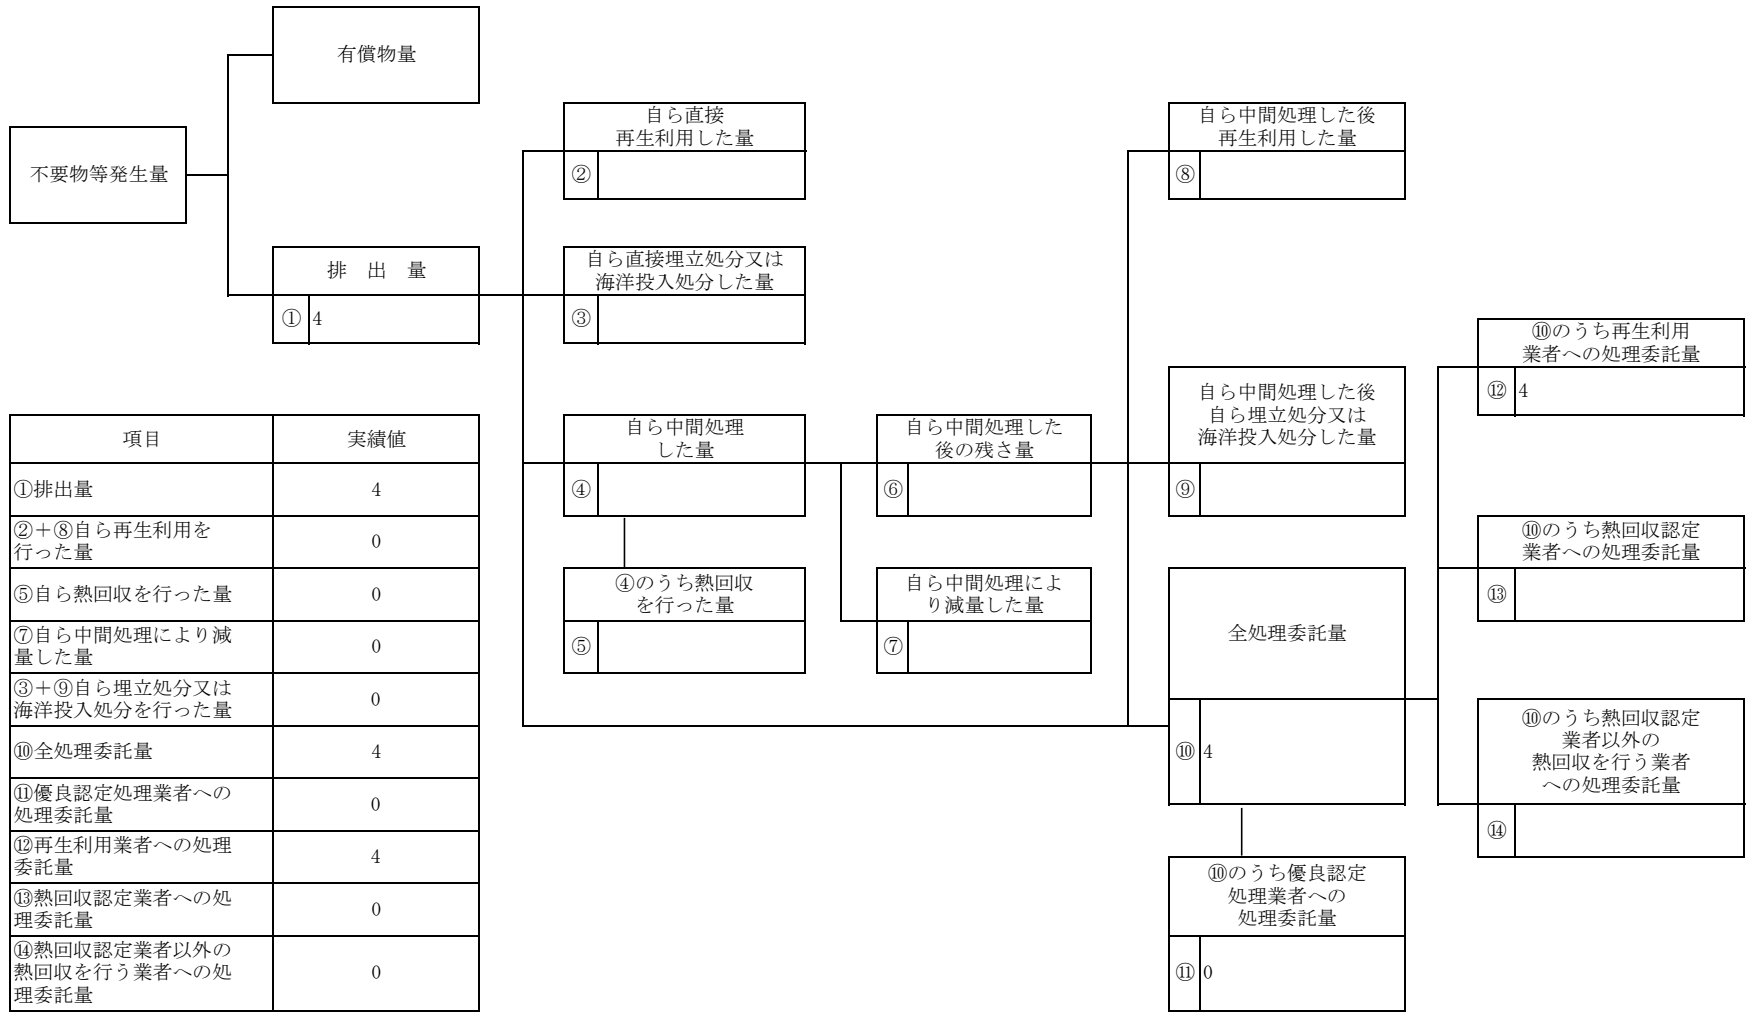 有償物量
不要物等発生量
排　出　量
① 4
自ら直接
再生利用した量
②
自ら直接埋立処分又は
海洋投入処分した量
③
自ら中間処理
した量
④
④のうち熱回収
を行った量
⑤
自ら中間処理した
後の残さ量
⑥
自ら中間処理によ
り減量した量
⑦
自ら中間処理した後
再生利用した量
⑧
自ら中間処理した後
自ら埋立処分又は
海洋投入処分した量
⑨
全処理委託量
⑩ 4
⑩のうち優良認定
処理業者への
処理委託量
⑪ 0
⑩のうち再生利用
業者への処理委託量
⑫ 4
⑩のうち熱回収認定
業者への処理委託量
⑬
⑩のうち熱回収認定
業者以外の
熱回収を行う業者
への処理委託量
⑭
項目 実績値
①排出量 4
②＋⑧自ら再生利用を
行った量 0
⑤自ら熱回収を行った量 0
⑦自ら中間処理により減
量した量 0
③＋⑨自ら埋立処分又は
海洋投入処分を行った量 0
⑩全処理委託量 4
⑪優良認定処理業者への
処理委託量 0
⑫再生利用業者への処理
委託量 4
⑬熱回収認定業者への処
理委託量 0
⑭熱回収認定業者以外の
熱回収を行う業者への処
理委託量 0